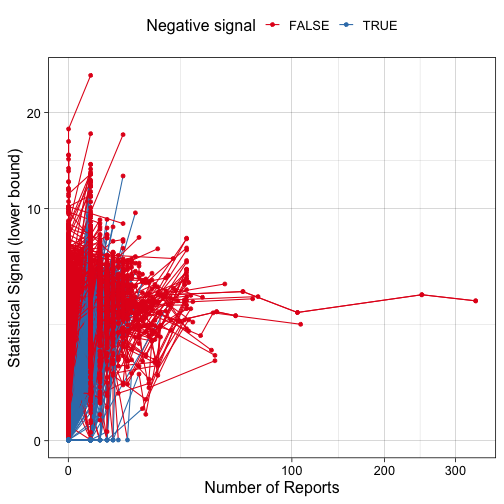 Negative signal FALSE TRUE
Statistical Signal (lower bound)
20
10
0
0 100 200 300
Number of Reports